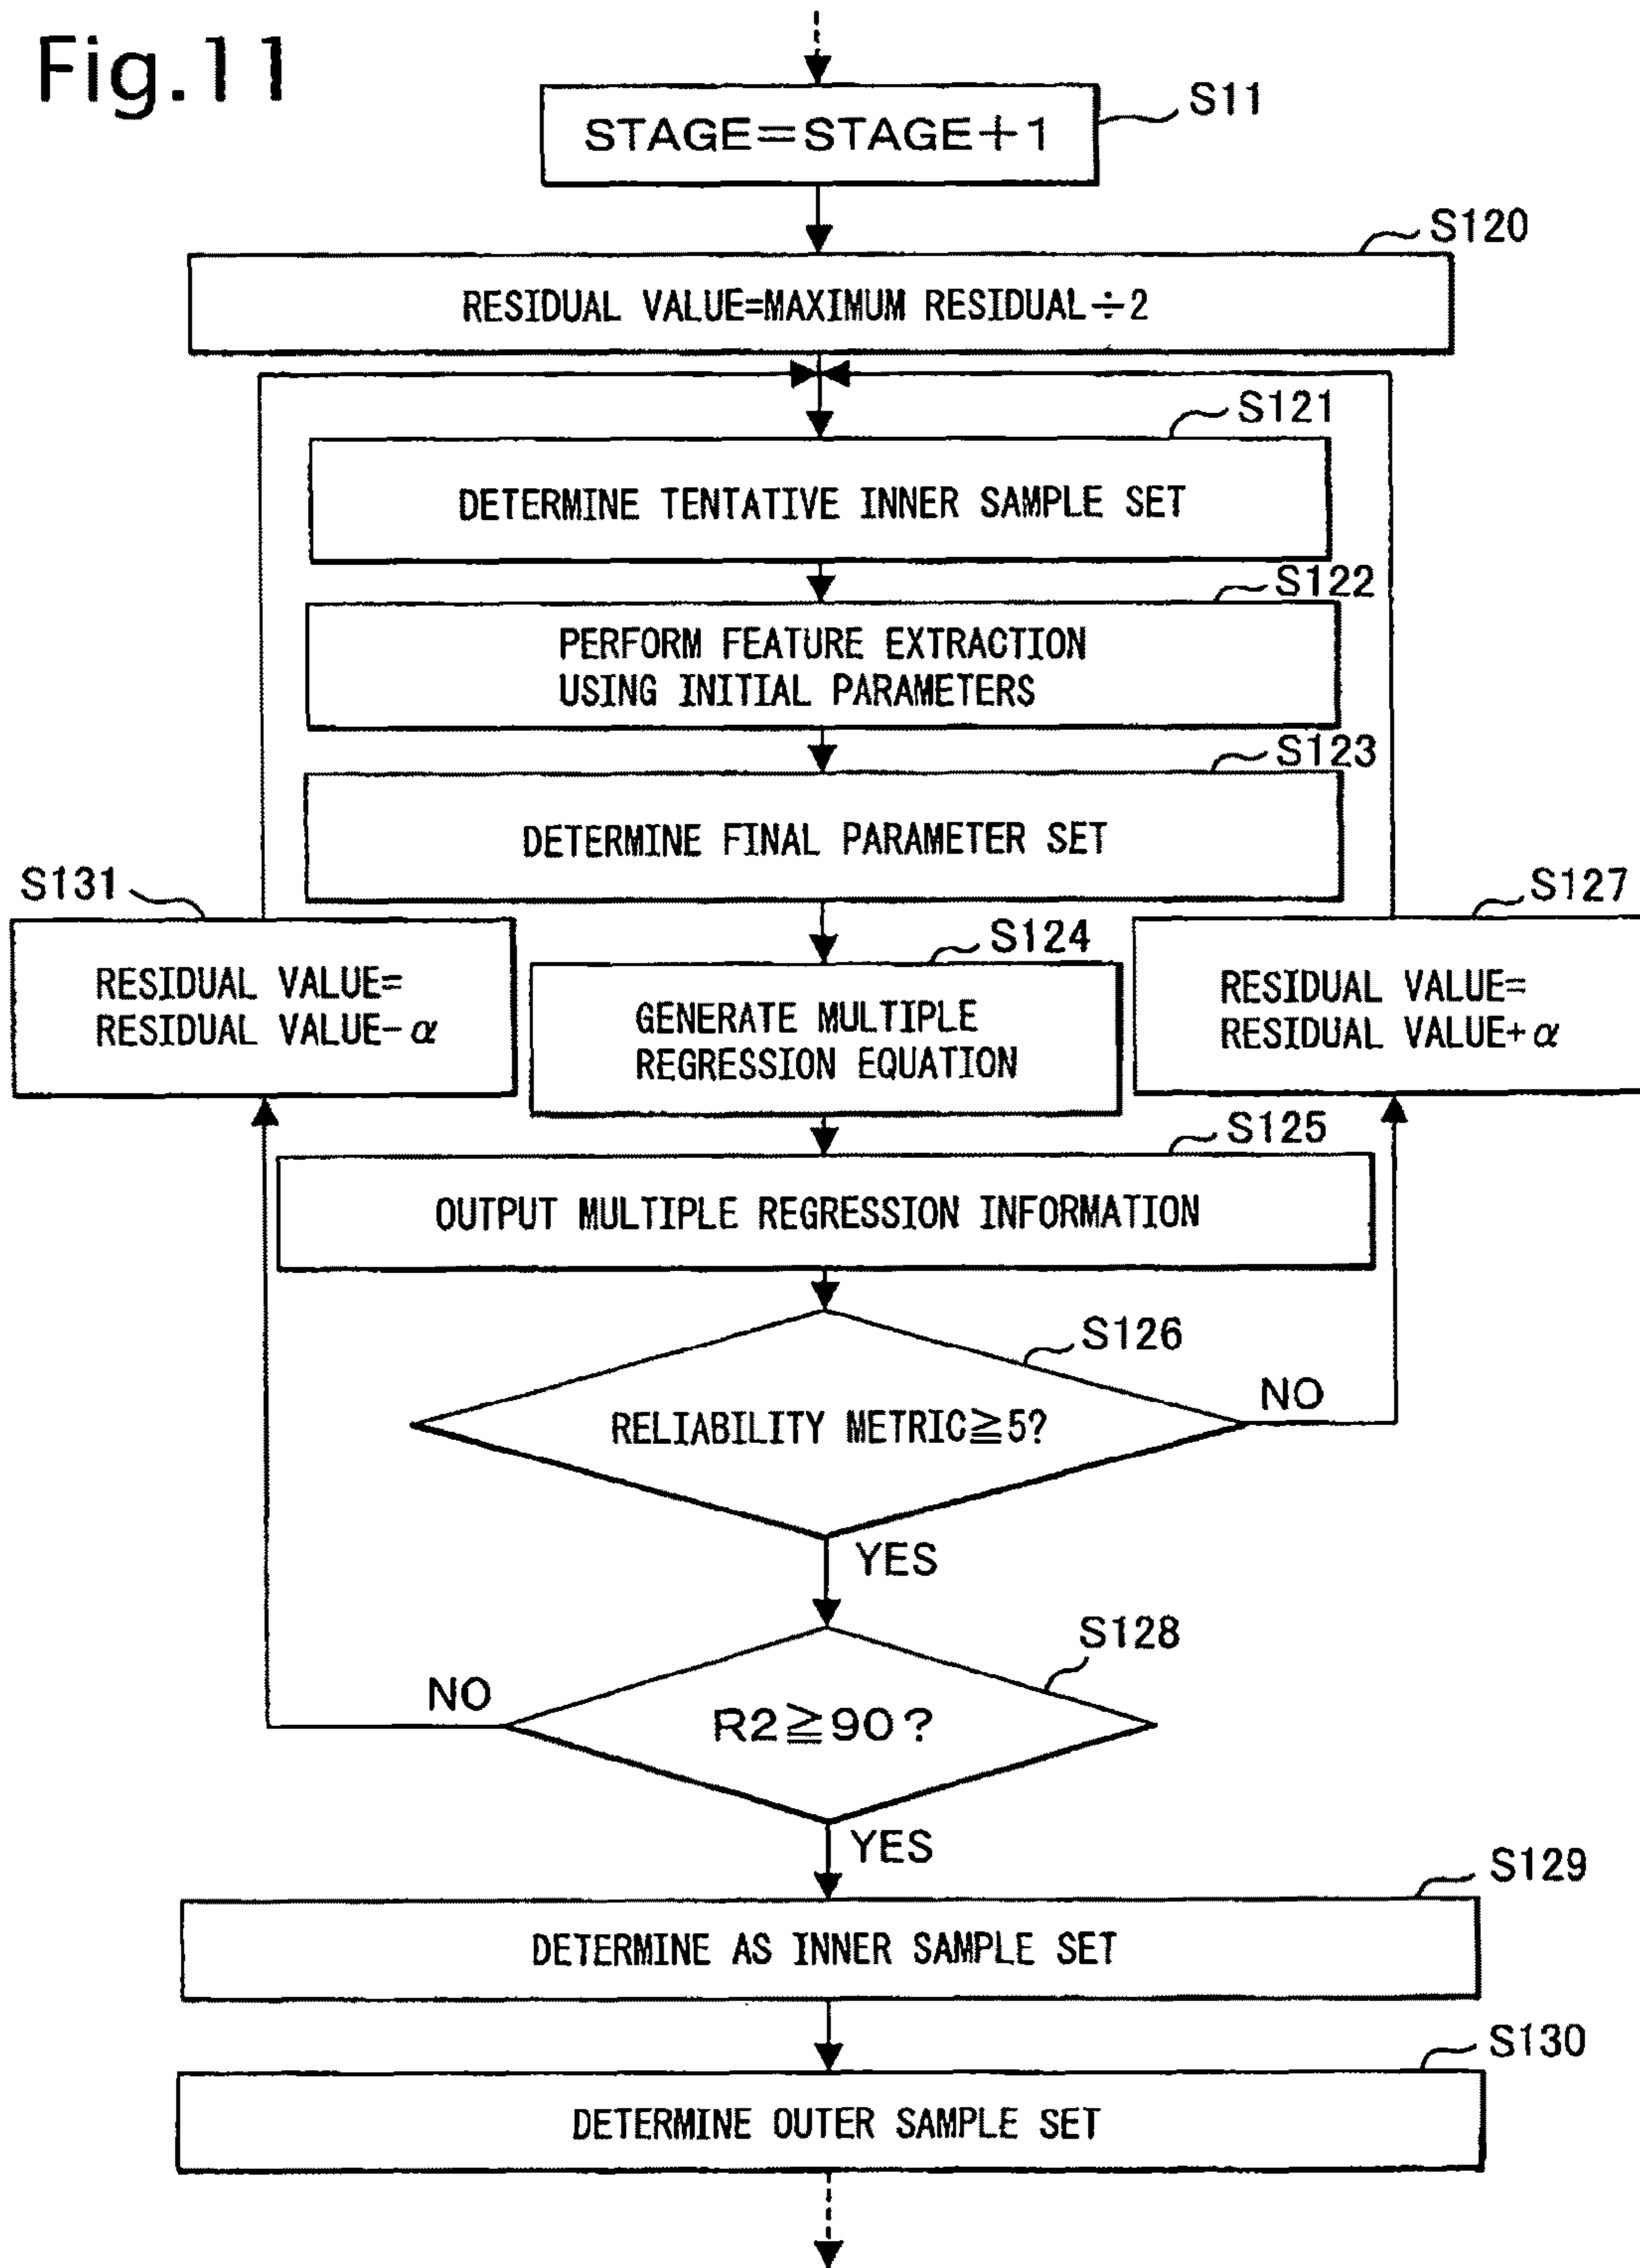 Fig.11
S11
STAGE=STAGE+1
S120
RESIDUAL VALUE=MAXIMUM RESIDUAL÷2
S121
DETERMINE TENTATIVE INNER SAMPLE SET
S122
PERFORM FEATURE EXTRACTION
USING INITIAL PARAMETERS
S123
DETERMINE FINAL PARAMETER SET
S131
RESIDUAL VALUE=
RESIDUAL VALUE-α
S124
GENERATE MULTIPLE
REGRESSION EQUATION
S127
RESIDUAL VALUE=
RESIDUAL VALUE+α
S125
OUTPUT MULTIPLE REGRESSION INFORMATION
S126
RELIABILITY METRIC≧5?
NO
YES
S128
R2≧90?
NO
YES
S129
DETERMINE AS INNER SAMPLE SET
S130
DETERMINE OUTER SAMPLE SET